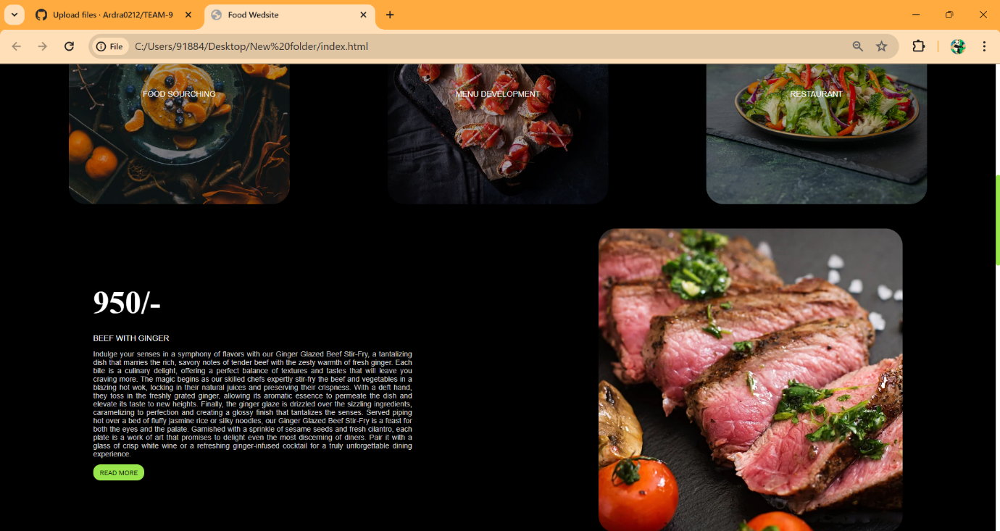 Upload files · Ardra0212/TEAM-9
Food Wedsite
File
C:/Users/91884/Desktop/New%20folder/index.html
FOOD SOURCHING
MENU DEVELOPMENT
RESTAURANT
950/-
BEEF WITH GINGER
Indulge your senses in a symphony of flavors with our Ginger Glazed Beef Stir-Fry, a tantalizing
dish that marries the rich, savory notes of tender beef with the zesty warmth of fresh ginger. Each
bite is a culinary delight, offering a perfect balance of textures and tastes that will leave you
craving more. The magic begins as our skilled chefs expertly stir-fry the beef and vegetables in a
blazing hot wok, locking in their natural juices and preserving their crispness. With a deft hand,
they toss in the freshly grated ginger, allowing its aromatic essence to permeate the dish and
elevate its taste to new heights. Finally, the ginger glaze is drizzled over the sizzling ingredients,
caramelizing to perfection and creating a glossy finish that tantalizes the senses. Served piping
hot over a bed of fluffy jasmine rice or silky noodles, our Ginger Glazed Beef Stir-Fry is a feast for
both the eyes and the palate. Garnished with a sprinkle of sesame seeds and fresh cilantro, each
plate is a work of art that promises to delight even the most discerning of diners. Pair it with a
glass of crisp white wine or a refreshing ginger-infused cocktail for a truly unforgettable dining
experience.
READ MORE